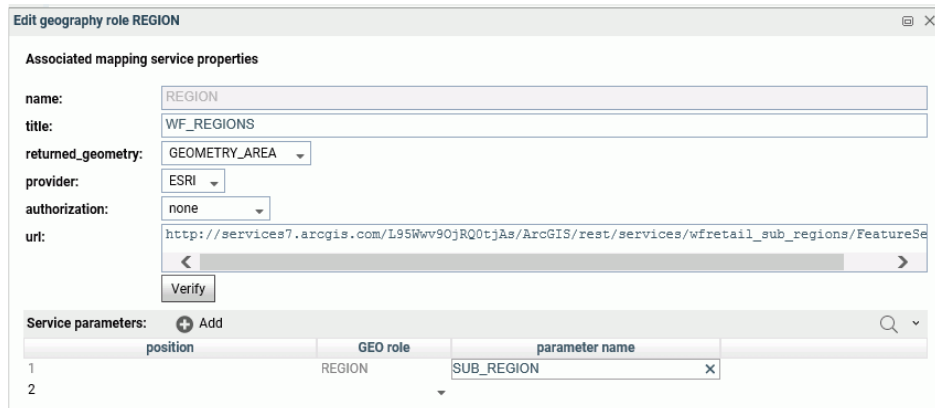 Edit geography role REGION
Associated mapping service properties
name: REGION
title: WF_REGIONS
returned_geometry: GEOMETRY_AREA
provider: ESRI
authorization: none
url: http://services7.arcgis.com/L95Wwv9OjRQ0tjAs/ArcGIS/rest/services/wfretail_sub_regions/FeatureSe
Verify
Service parameters: Add
position GEO role parameter name
1 REGION SUB_REGION
2